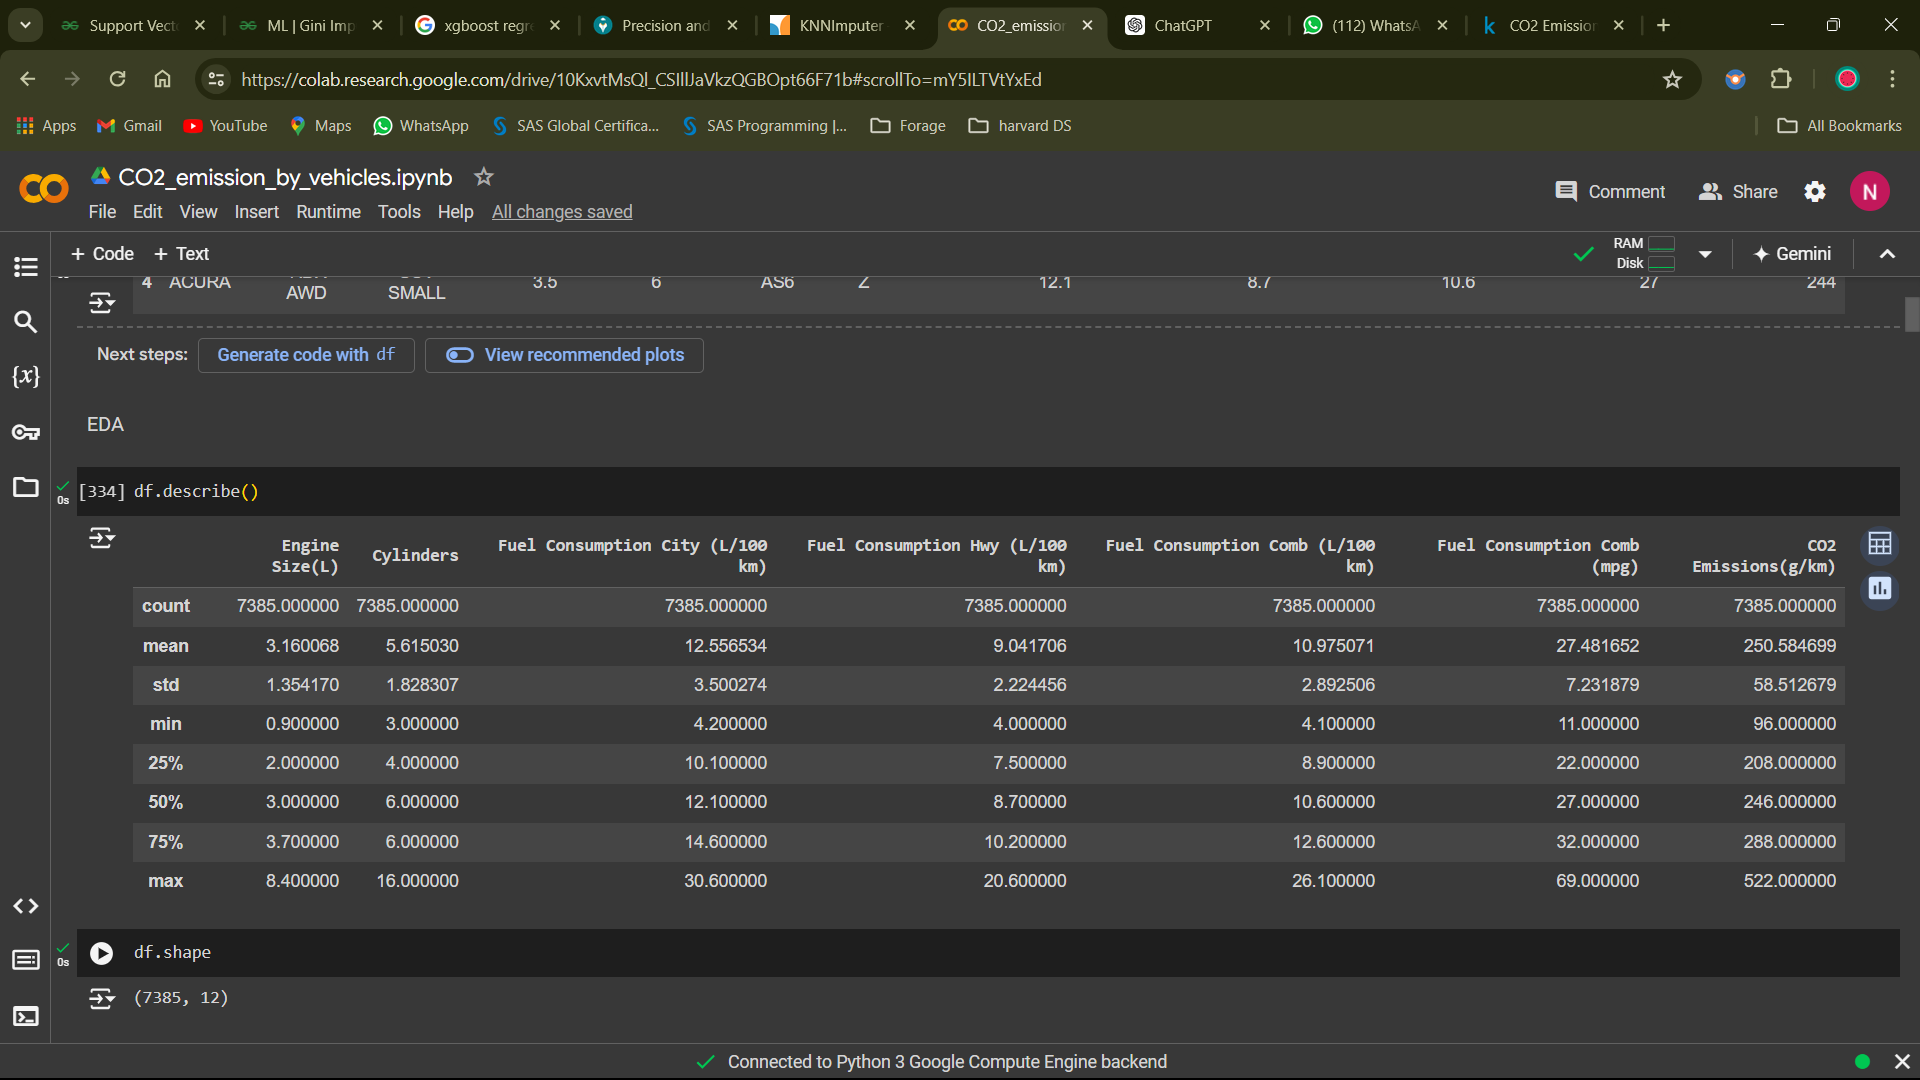 Support Vect ML | Gini Imp xgboost regre Precision and KNNImputer CO2_emission ChatGPT (112) WhatsA CO2 Emission
https://colab.research.google.com/drive/10KxvtMsQl_CSIllJaVkzQGBOpt66F71b#scrollTo=mY5ILTVtYxEd
Apps Gmail YouTube Maps WhatsApp SAS Global Certifica... SAS Programming |... Forage harvard DS All Bookmarks
CO2_emission_by_vehicles.ipynb
Comment Share N
File Edit View Insert Runtime Tools Help All changes saved
+ Code + Text RAM Disk Gemini
4 ACURA AWD SMALL 3.5 6 AS6 Z 12.1 8.7 10.6 27 244
Next steps: Generate code with df View recommended plots
EDA
[334] df.describe()
0s
Engine Size(L) Cylinders Fuel Consumption City (L/100 km) Fuel Consumption Hwy (L/100 km) Fuel Consumption Comb (L/100 km) Fuel Consumption Comb (mpg) CO2 Emissions(g/km)
count 7385.000000 7385.000000 7385.000000 7385.000000 7385.000000 7385.000000 7385.000000
mean 3.160068 5.615030 12.556534 9.041706 10.975071 27.481652 250.584699
std 1.354170 1.828307 3.500274 2.224456 2.892506 7.231879 58.512679
min 0.900000 3.000000 4.200000 4.000000 4.100000 11.000000 96.000000
25% 2.000000 4.000000 10.100000 7.500000 8.900000 22.000000 208.000000
50% 3.000000 6.000000 12.100000 8.700000 10.600000 27.000000 246.000000
75% 3.700000 6.000000 14.600000 10.200000 12.600000 32.000000 288.000000
max 8.400000 16.000000 30.600000 20.600000 26.100000 69.000000 522.000000
df.shape
0s
(7385, 12)
Connected to Python 3 Google Compute Engine backend